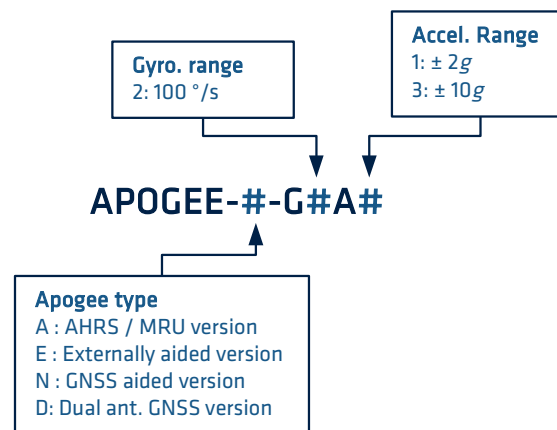 Gyro. range
2: 100 °/s
Accel. Range
1: ± 2g
3: ± 10g
APOGEE-#-G#A#
Apogee type
A : AHRS / MRU version
E : Externally aided version
N : GNSS aided version
D: Dual ant. GNSS version